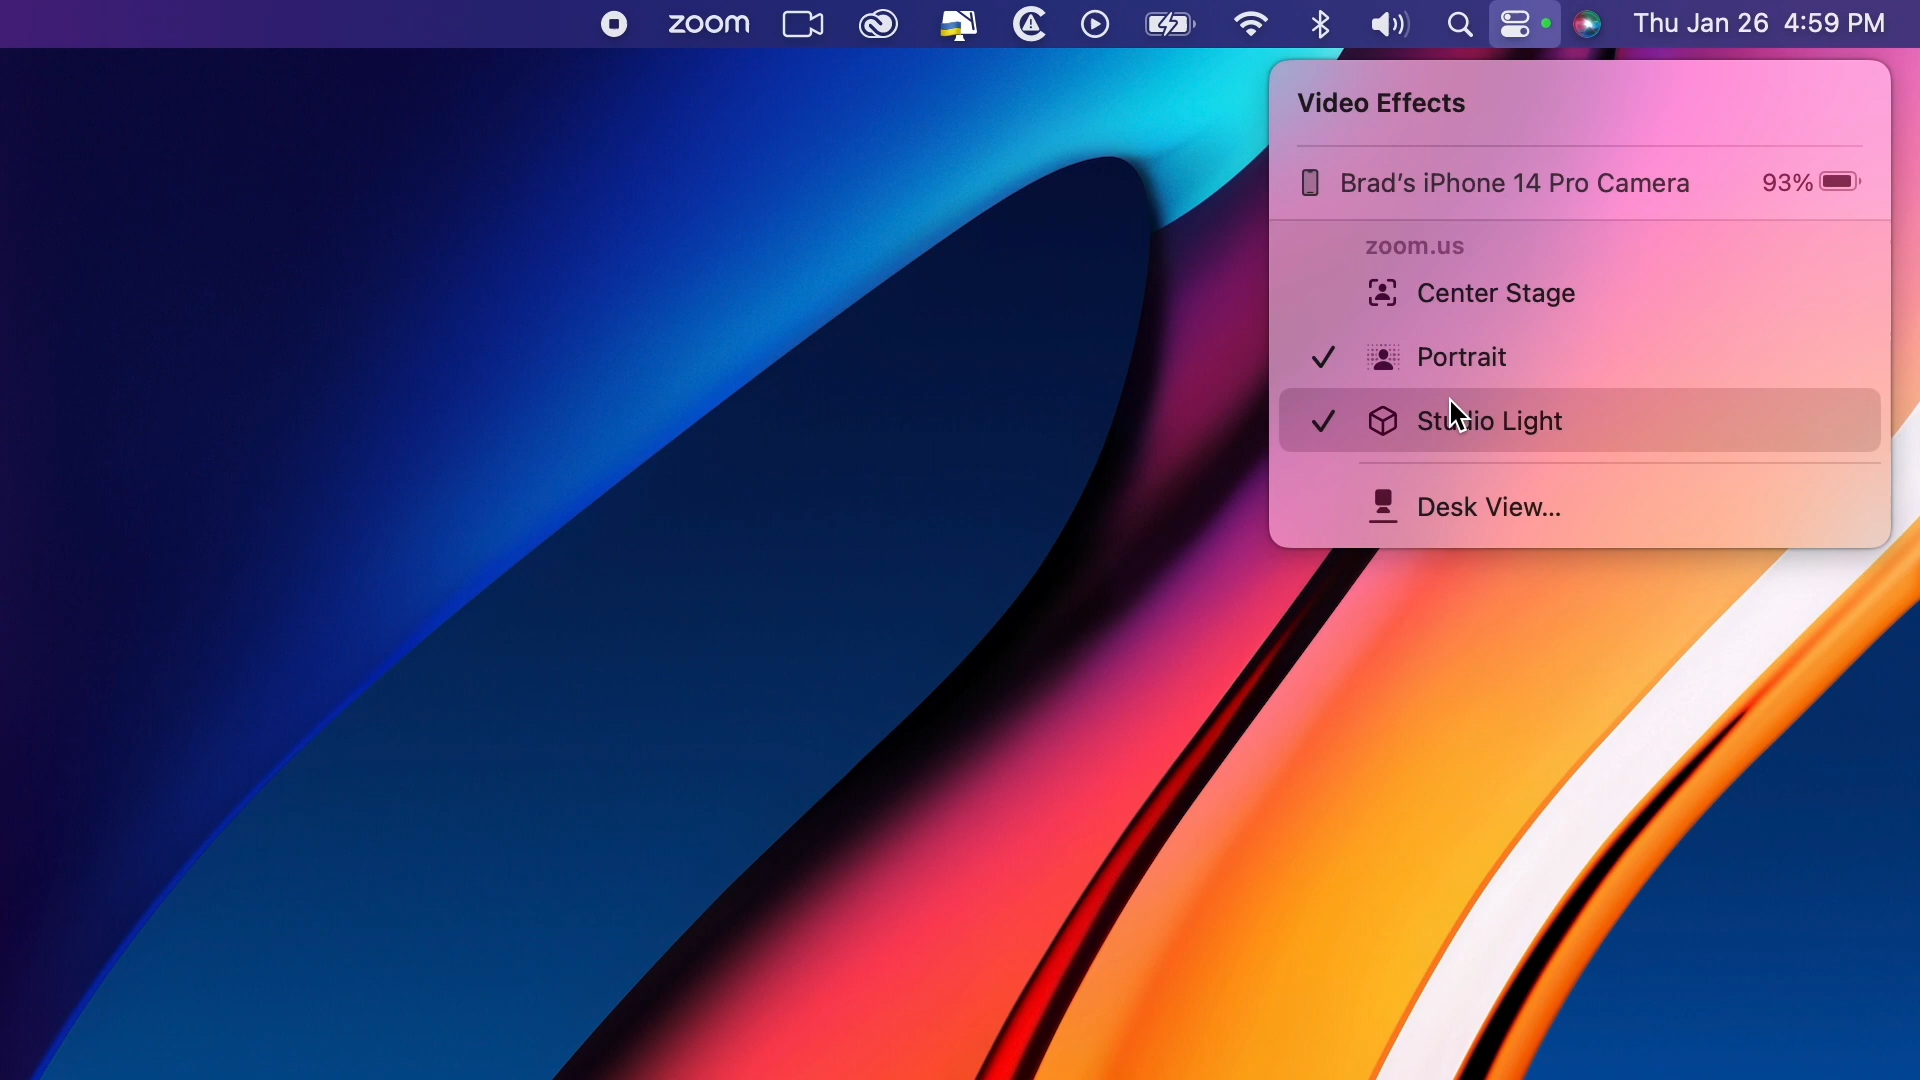 zoom
Thu Jan 26 4:59 PM
Video Effects
Brad’s iPhone 14 Pro Camera 93%
zoom.us
Center Stage
Portrait
Studio Light
Desk View...